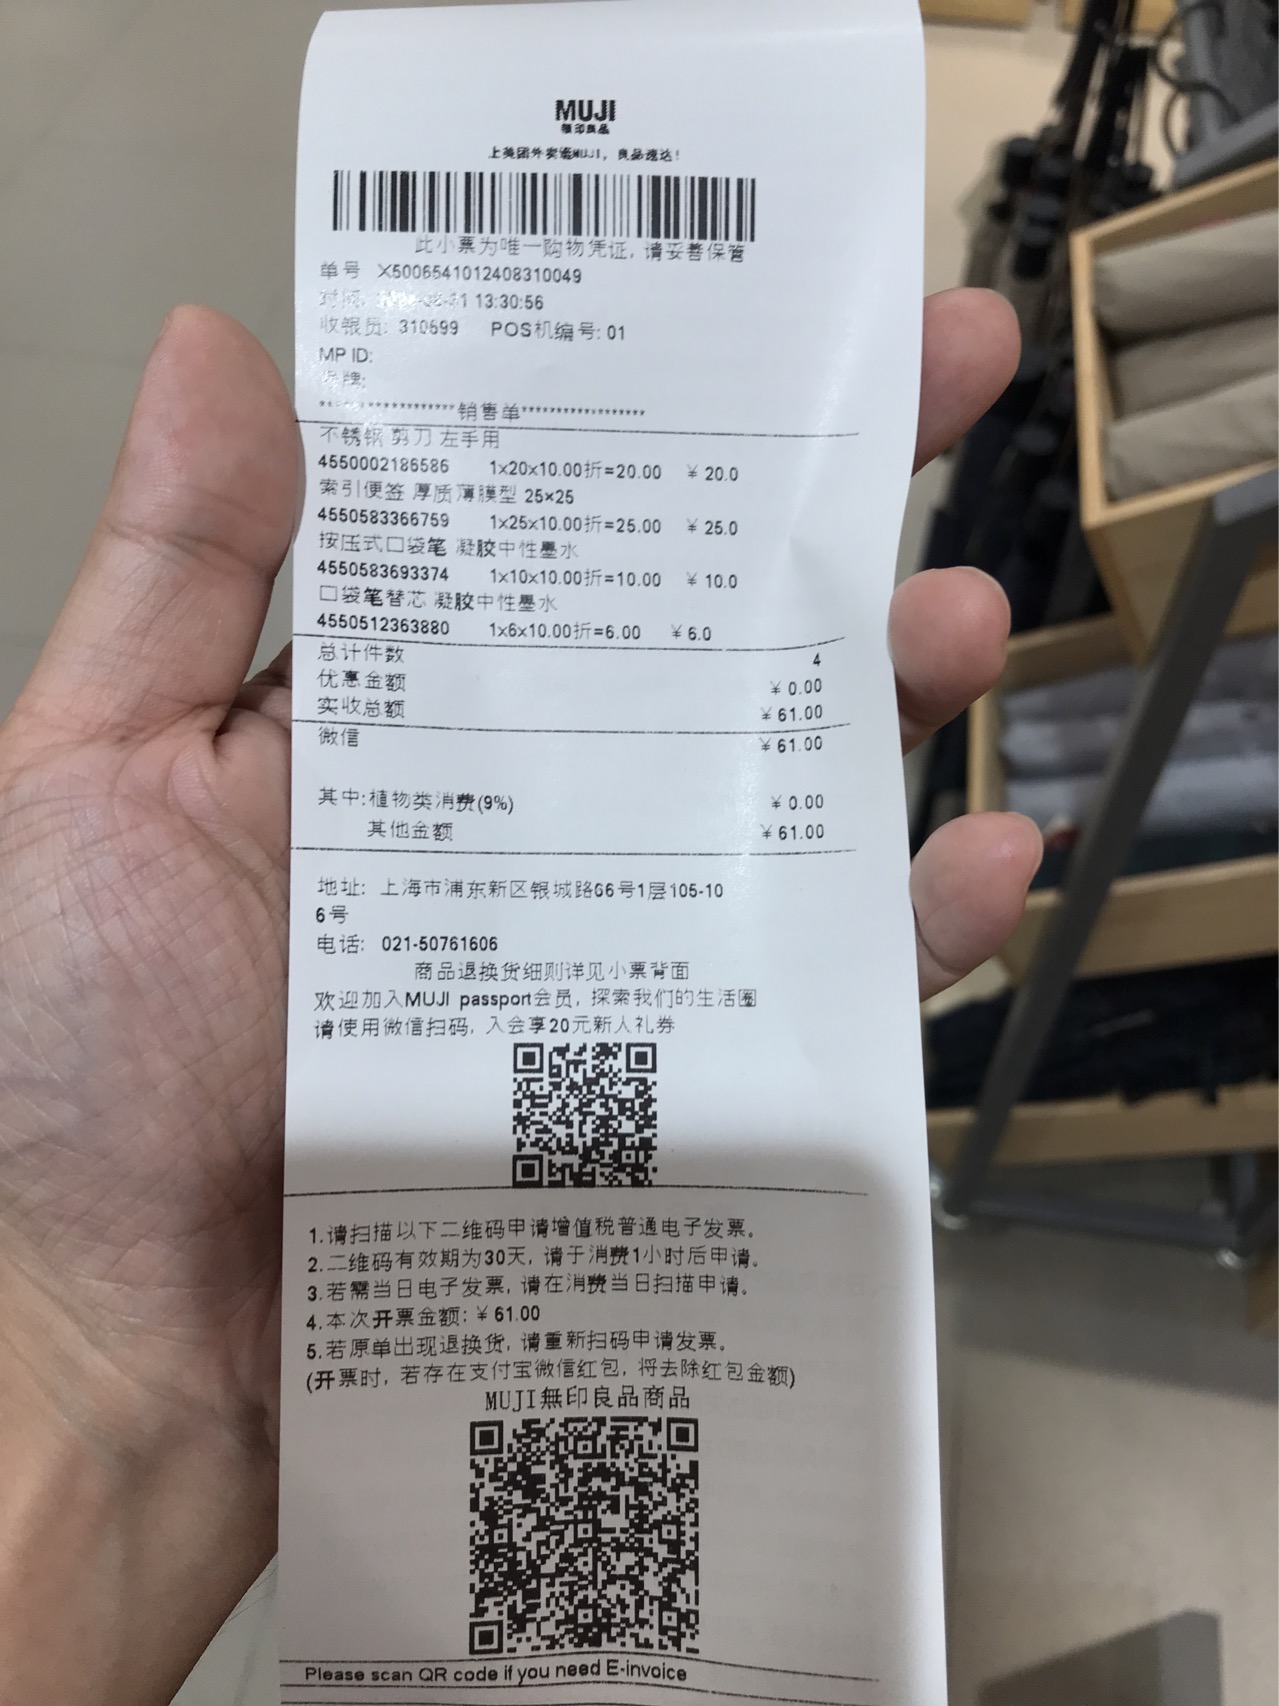 MUJI
無印良品
上美团外卖逛MUJI，良品速达！
此小票为唯一购物凭证，请妥善保管
单号 X5006541012408310049
时间: 31 13:30:56
收银员: 310599 POS机编号: 01
MP ID:
牌:
********************销售单******************
不锈钢 剪刀 左手用
4550002186586 1x20x10.00折=20.00 ¥ 20.0
索引便签 厚质薄膜型 25×25
4550583366759 1x25x10.00折=25.00 ¥ 25.0
按压式口袋笔 凝胶中性墨水
4550583693374 1x10x10.00折=10.00 ¥ 10.0
口袋笔替芯 凝胶中性墨水
4550512363880 1x6x10.00折=6.00 ¥ 6.0
总计件数 4
优惠金额 ¥ 0.00
实收总额 ¥ 61.00
微信 ¥ 61.00
其中:植物类消费(9%) ¥ 0.00
其他金额 ¥ 61.00
地址: 上海市浦东新区银城路66号1层105-10
6号
电话: 021-50761606
商品退换货细则详见小票背面
欢迎加入MUJI passport会员, 探索我们的生活圈
请使用微信扫码, 入会享20元新人礼券
1.请扫描以下二维码申请增值税普通电子发票。
2.二维码有效期为30天, 请于消费1小时后申请。
3.若需当日电子发票, 请在消费当日扫描申请。
4.本次开票金额: ¥ 61.00
5.若原单出现退换货, 请重新扫码申请发票。
(开票时, 若存在支付宝微信红包, 将去除红包金额)
MUJI無印良品商品
Please scan QR code if you need E-invoice